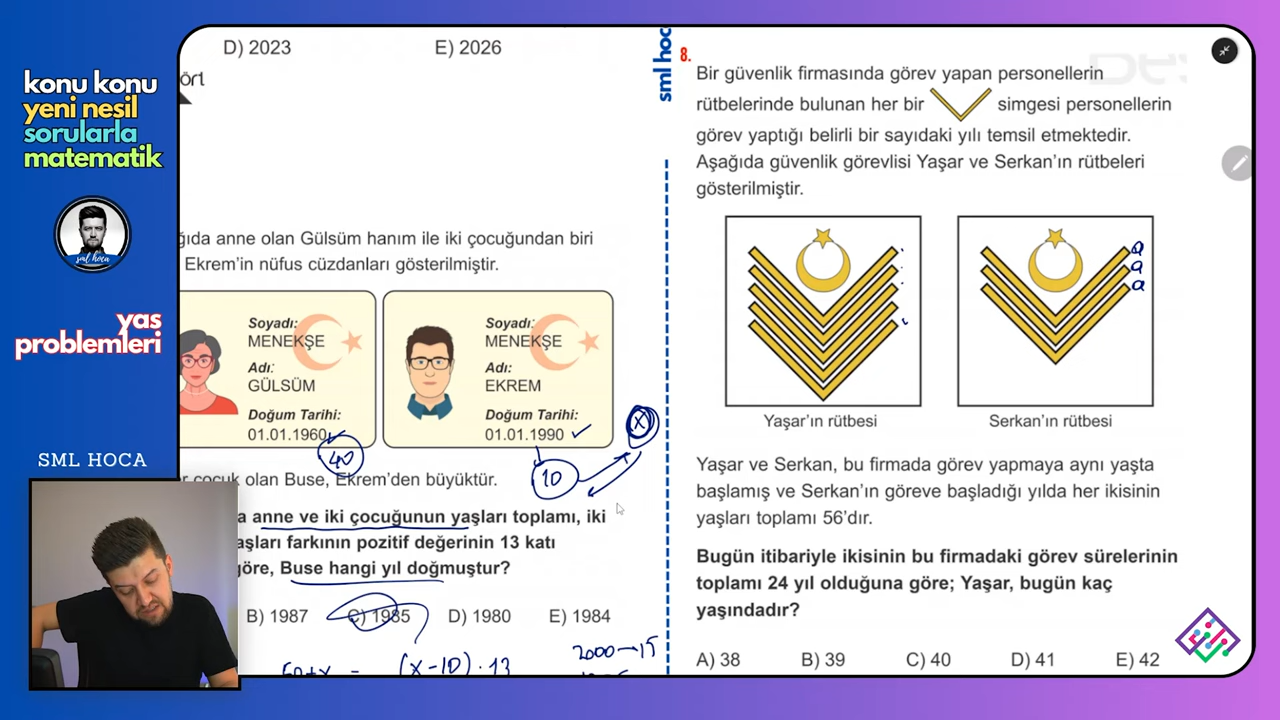 konu konu
yeni nesil
sorularla
matematik
sml hoca
yas
problemleri
SML HOCA
D) 2023
E) 2026
ört
ğıda anne olan Gülsüm hanım ile iki çocuğundan biri
Ekrem'in nüfus cüzdanları gösterilmiştir.
Soyadı:
MENEKŞE
Adı:
GÜLSÜM
Doğum Tarihi:
01.01.1960
40
Soyadı:
MENEKŞE
Adı:
EKREM
Doğum Tarihi:
01.01.1990
10
x
çocuk olan Buse, Ekrem'den büyüktür.
a anne ve iki çocuğunun yaşları toplamı, iki
aşları farkının pozitif değerinin 13 katı
göre, Buse hangi yıl doğmuştur?
B) 1987
C) 1985
D) 1980
E) 1984
50+x = (x-10).13
2000→15
sml hoc
8.
Bir güvenlik firmasında görev yapan personellerin
rütbelerinde bulunan her bir simgesi personellerin
görev yaptığı belirli bir sayıdaki yılı temsil etmektedir.
Aşağıda güvenlik görevlisi Yaşar ve Serkan'ın rütbeleri
gösterilmiştir.
a
a
a
Yaşar'ın rütbesi
Serkan'ın rütbesi
Yaşar ve Serkan, bu firmada görev yapmaya aynı yaşta
başlamış ve Serkan'ın göreve başladığı yılda her ikisinin
yaşları toplamı 56'dır.
Bugün itibariyle ikisinin bu firmadaki görev sürelerinin
toplamı 24 yıl olduğuna göre; Yaşar, bugün kaç
yaşındadır?
A) 38
B) 39
C) 40
D) 41
E) 42